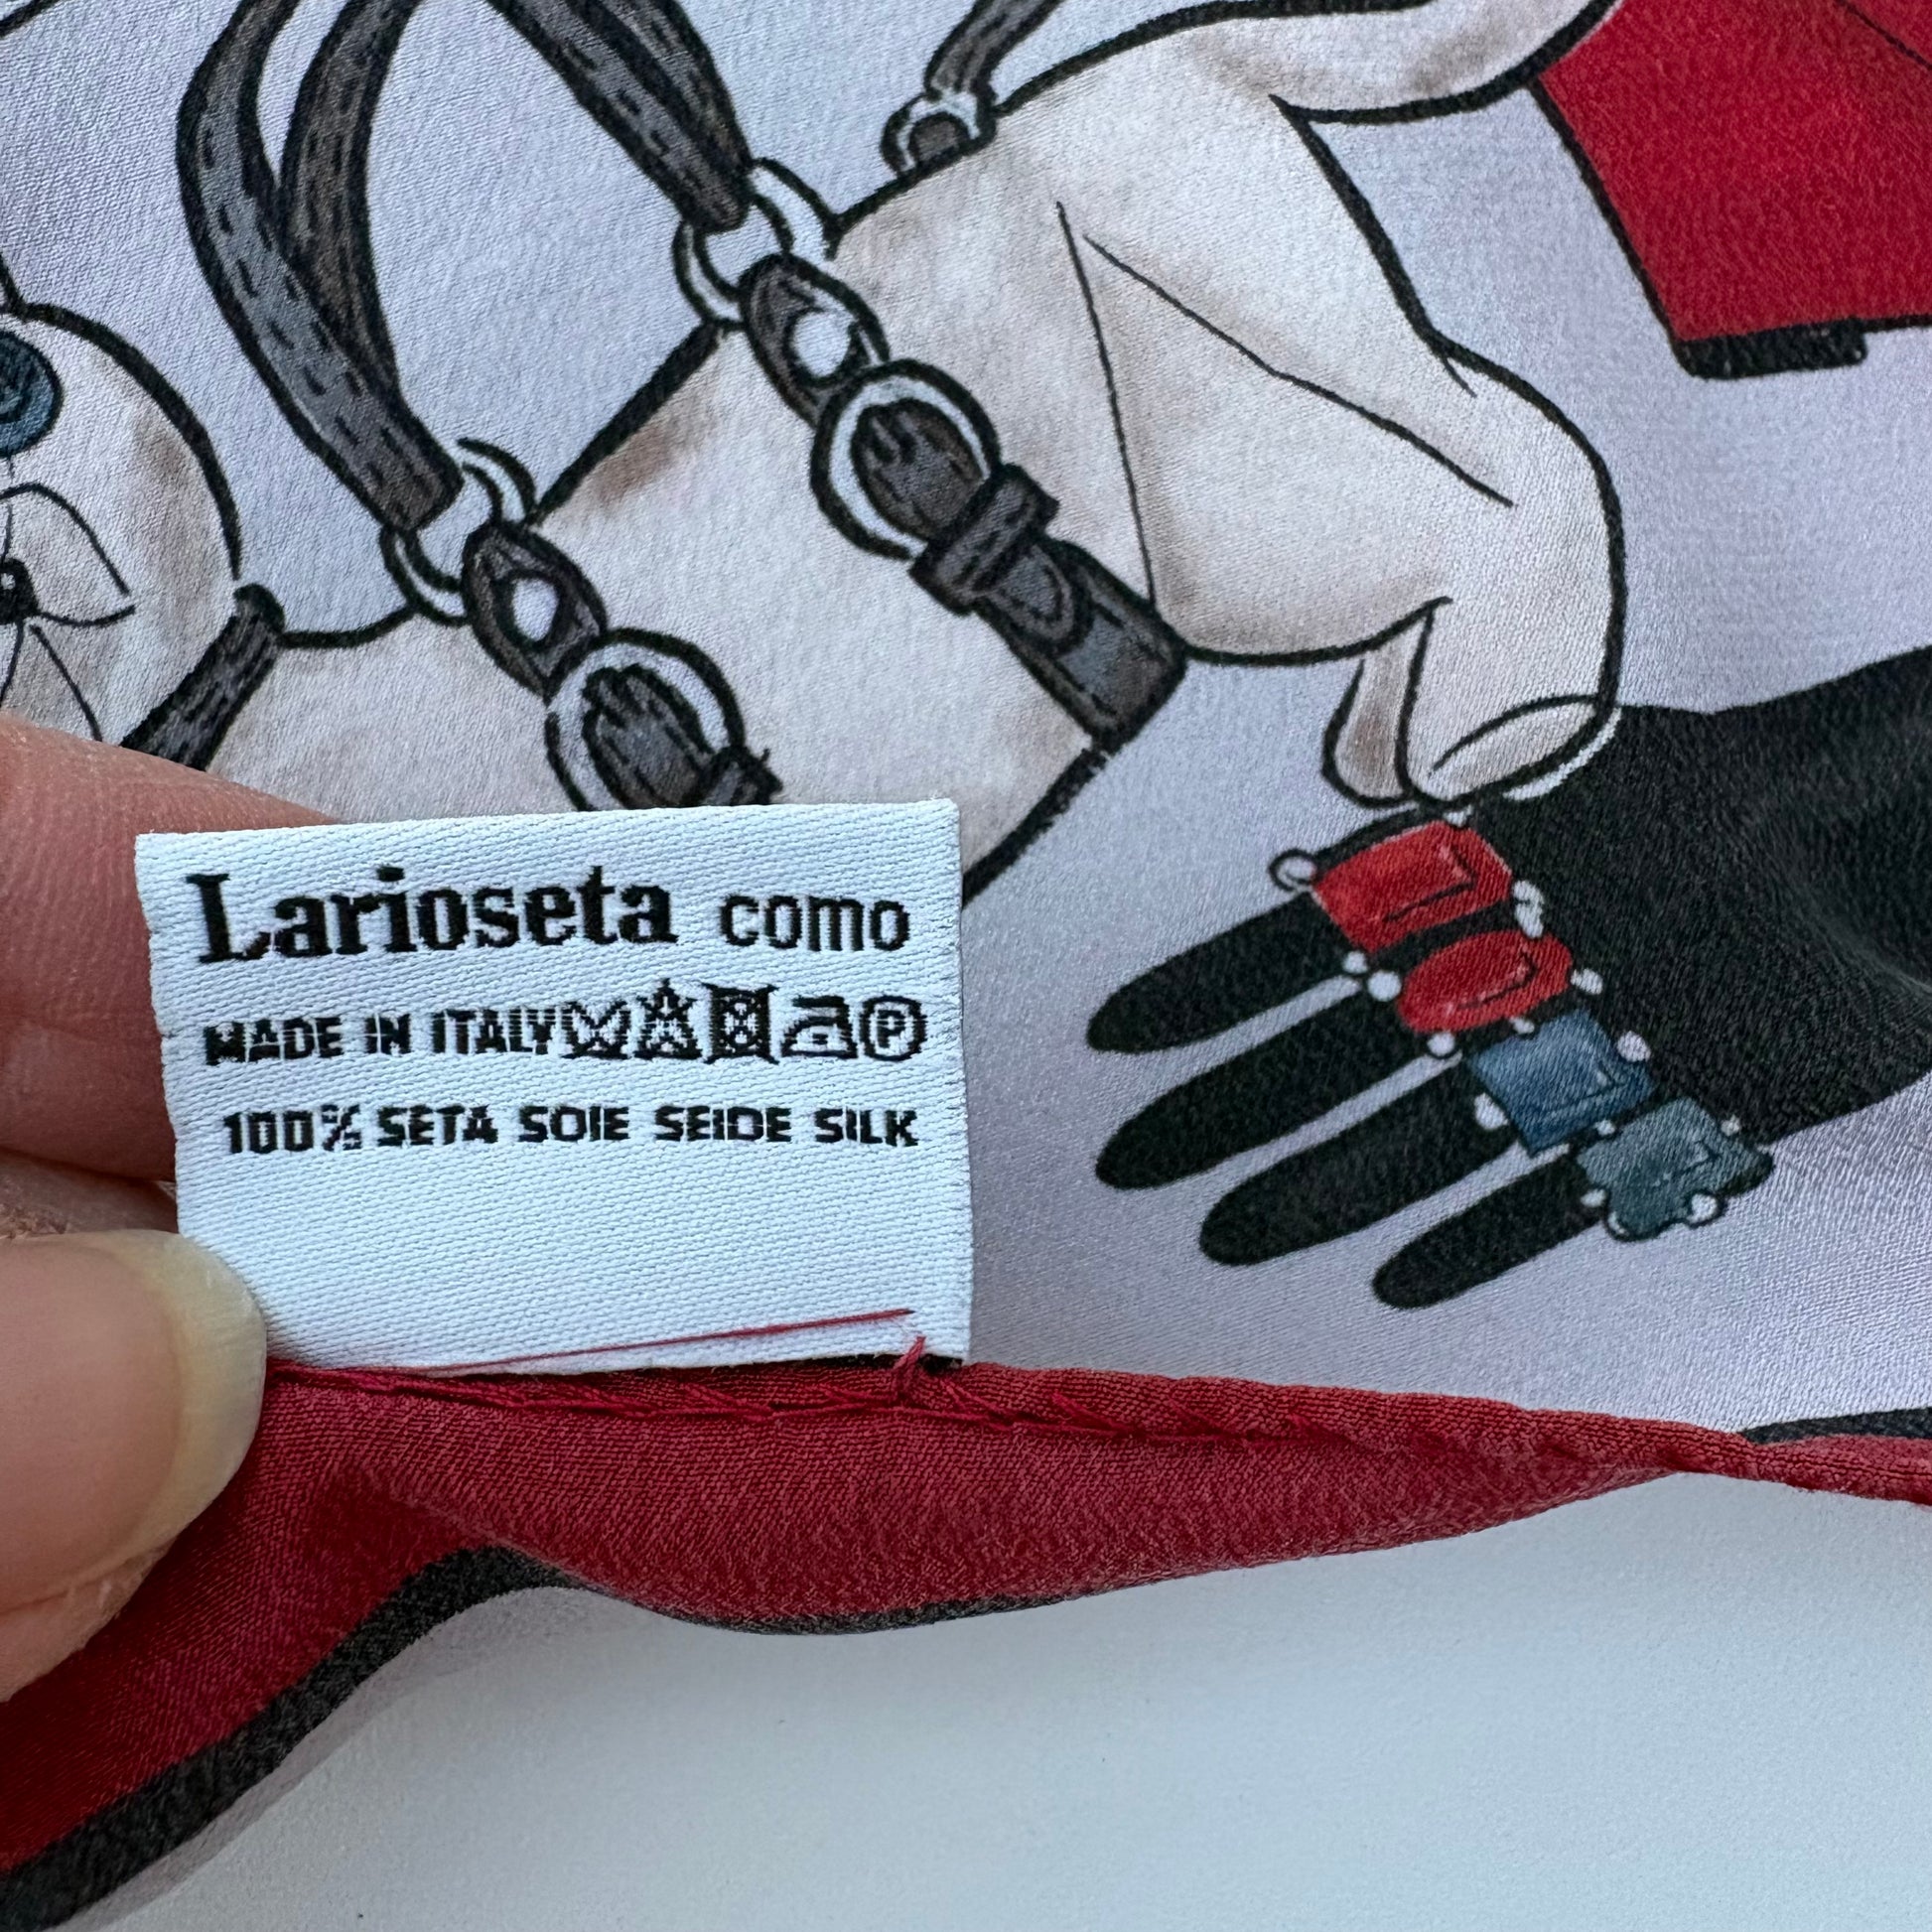 Larioseta como
MADE IN ITALY P
100% SETA SOIE SEIDE SILK